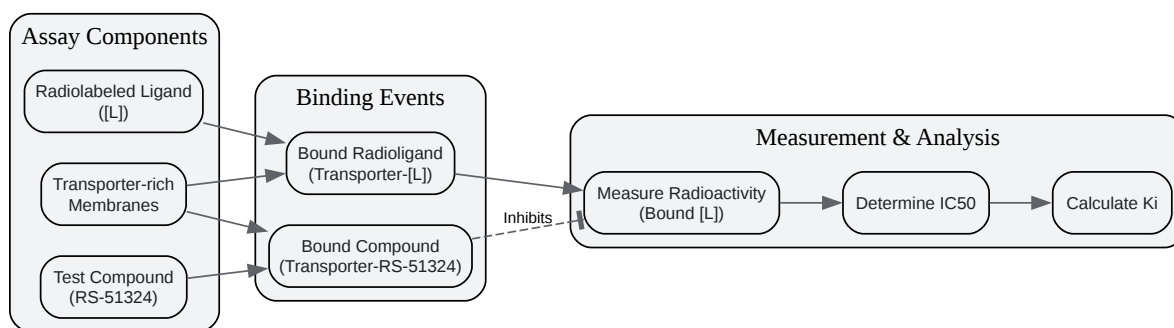 Assay Components
Radiolabeled Ligand
([L])
Transporter-rich
Membranes
Test Compound
(RS-51324)
Binding Events
Bound Radioligand
(Transporter-[L])
Bound Compound
(Transporter-RS-51324)
Inhibits
Measurement & Analysis
Measure Radioactivity
(Bound [L])
Determine IC50
Calculate Ki